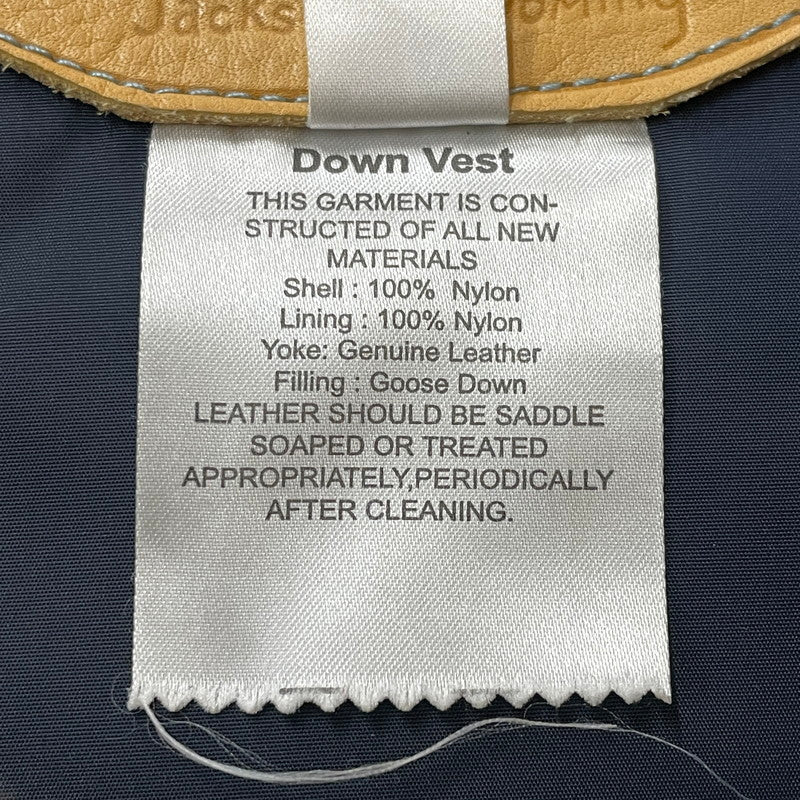 Down Vest
THIS GARMENT IS CON-
STRUCTED OF ALL NEW
MATERIALS
Shell : 100% Nylon
Lining : 100% Nylon
Yoke: Genuine Leather
Filling : Goose Down
LEATHER SHOULD BE SADDLE
SOAPED OR TREATED
APPROPRIATELY,PERIODICALLY
AFTER CLEANING.